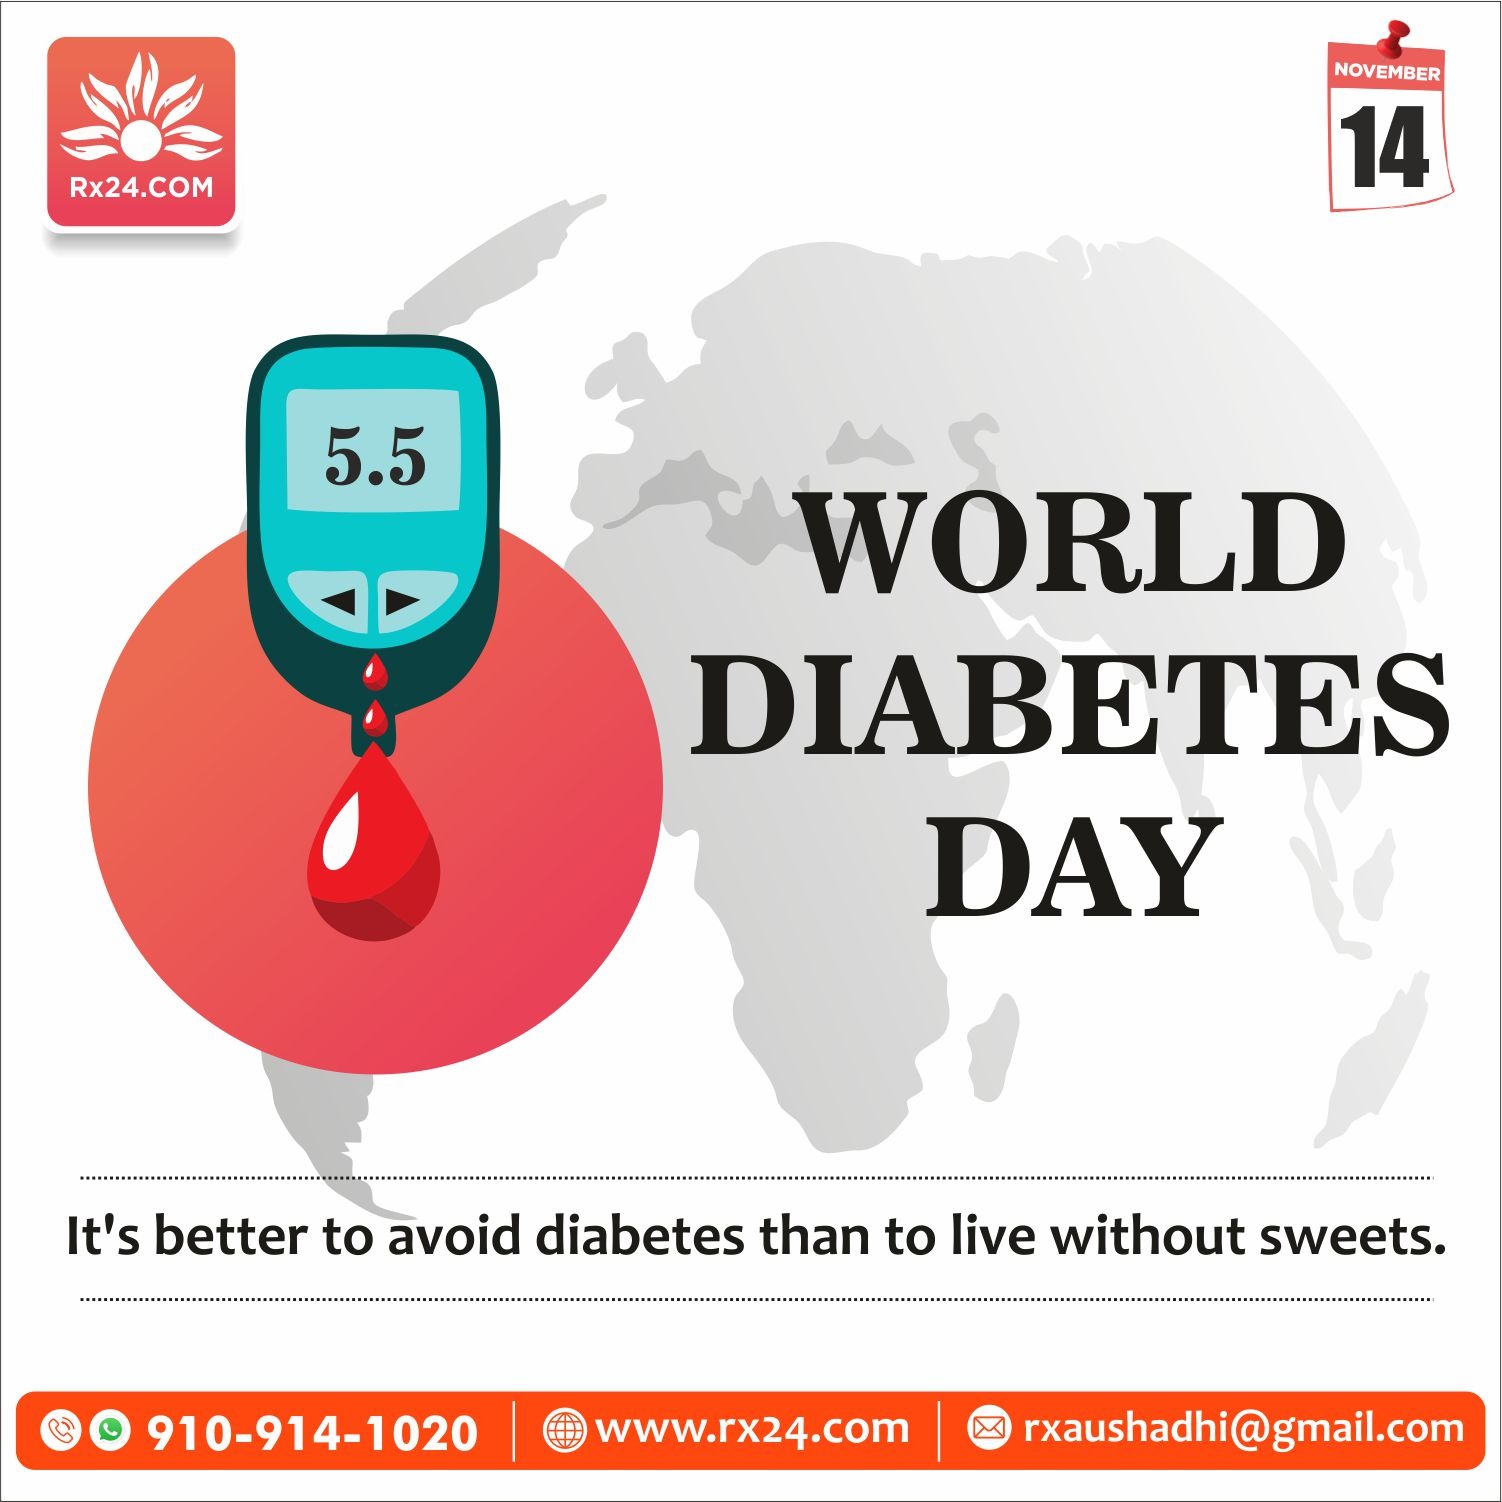 Rx24.COM
NOVEMBER
14
5.5
WORLD
DIABETES
DAY
It's better to avoid diabetes than to live without sweets.
910-914-1020
www.rx24.com
rxaushadhi@gmail.com